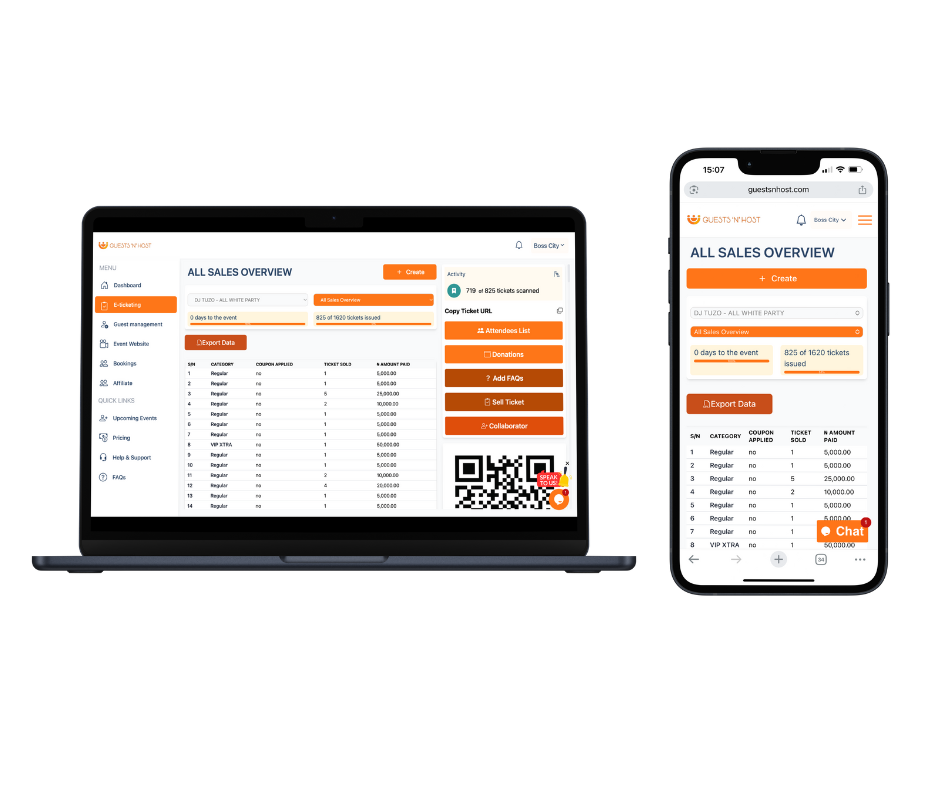 GUESTS 'N' HOST
Boss City
MENU
Dashboard
E-ticketing
Guest management
Event Website
Bookings
Affiliate
QUICK LINKS
Upcoming Events
Pricing
Help & Support
FAQs
ALL SALES OVERVIEW
+ Create
DJ TUZO - ALL WHITE PARTY
All Sales Overview
0 days to the event
825 of 1620 tickets issued
Export Data
S/N CATEGORY COUPON APPLIED TICKET SOLD ₦ AMOUNT PAID
1 Regular no 1 5,000.00
2 Regular no 1 5,000.00
3 Regular no 5 25,000.00
4 Regular no 2 10,000.00
5 Regular no 1 5,000.00
6 Regular no 1 5,000.00
7 Regular no 1 5,000.00
8 VIP XTRA no 1 50,000.00
9 Regular no 1 5,000.00
10 Regular no 1 5,000.00
11 Regular no 2 10,000.00
12 Regular no 4 20,000.00
13 Regular no 1 5,000.00
14 Regular no 1 5,000.00
Activity
719 of 825 tickets scanned
Copy Ticket URL
Attendees List
Donations
? Add FAQs
Sell Ticket
Collaborator
SPEAK
TO US!
1
15:07
guestsnhost.com
GUESTS 'N' HOST
Boss City
ALL SALES OVERVIEW
+ Create
DJ TUZO - ALL WHITE PARTY
All Sales Overview
0 days to the event
825 of 1620 tickets
issued
Export Data
S/N CATEGORY COUPON APPLIED TICKET SOLD ₦ AMOUNT PAID
1 Regular no 1 5,000.00
2 Regular no 1 5,000.00
3 Regular no 5 25,000.00
4 Regular no 2 10,000.00
5 Regular no 1 5,000.00
6 Regular no 1 5,000.00
7 Regular no 1
8 VIP XTRA no 1 50,000.00
Chat
1
34